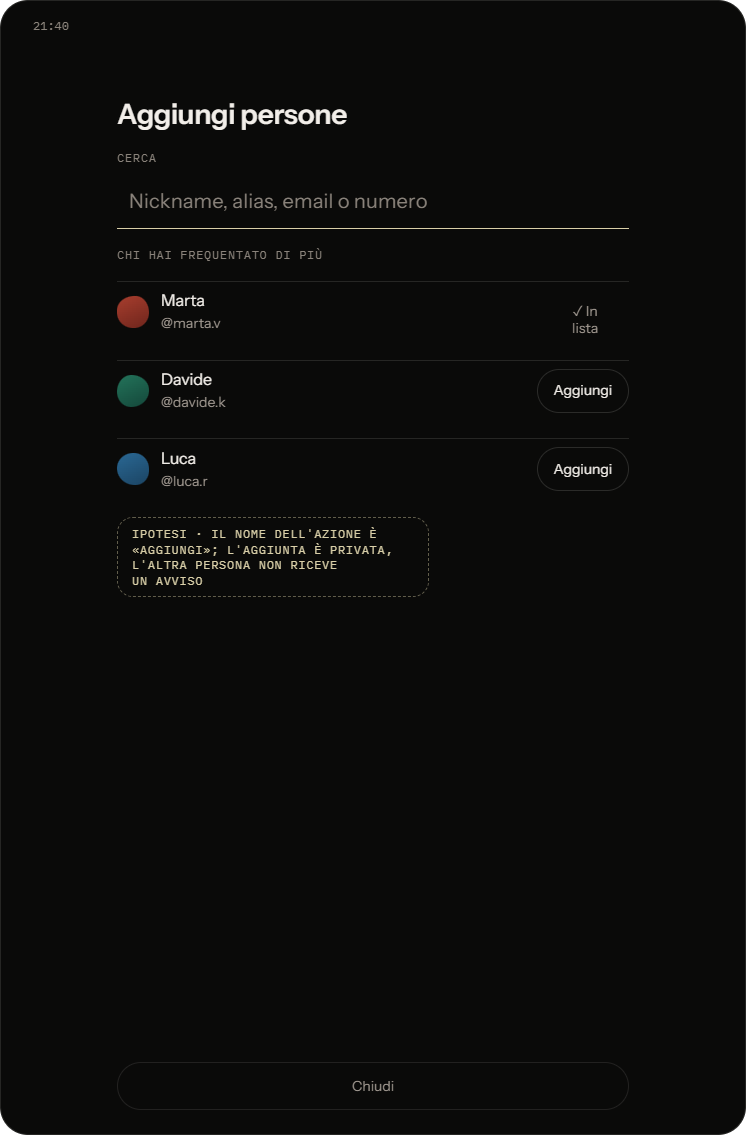 21:40
Aggiungi persone
CERCA
Nickname, alias, email o numero
CHI HAI FREQUENTATO DI PIÙ
Marta
@marta.v
✓ In
lista
Davide
@davide.k
Aggiungi
Luca
@luca.r
Aggiungi
IPOTESI · IL NOME DELL'AZIONE È
«AGGIUNGI»; L'AGGIUNTA È PRIVATA,
L'ALTRA PERSONA NON RICEVE
UN AVVISO
Chiudi